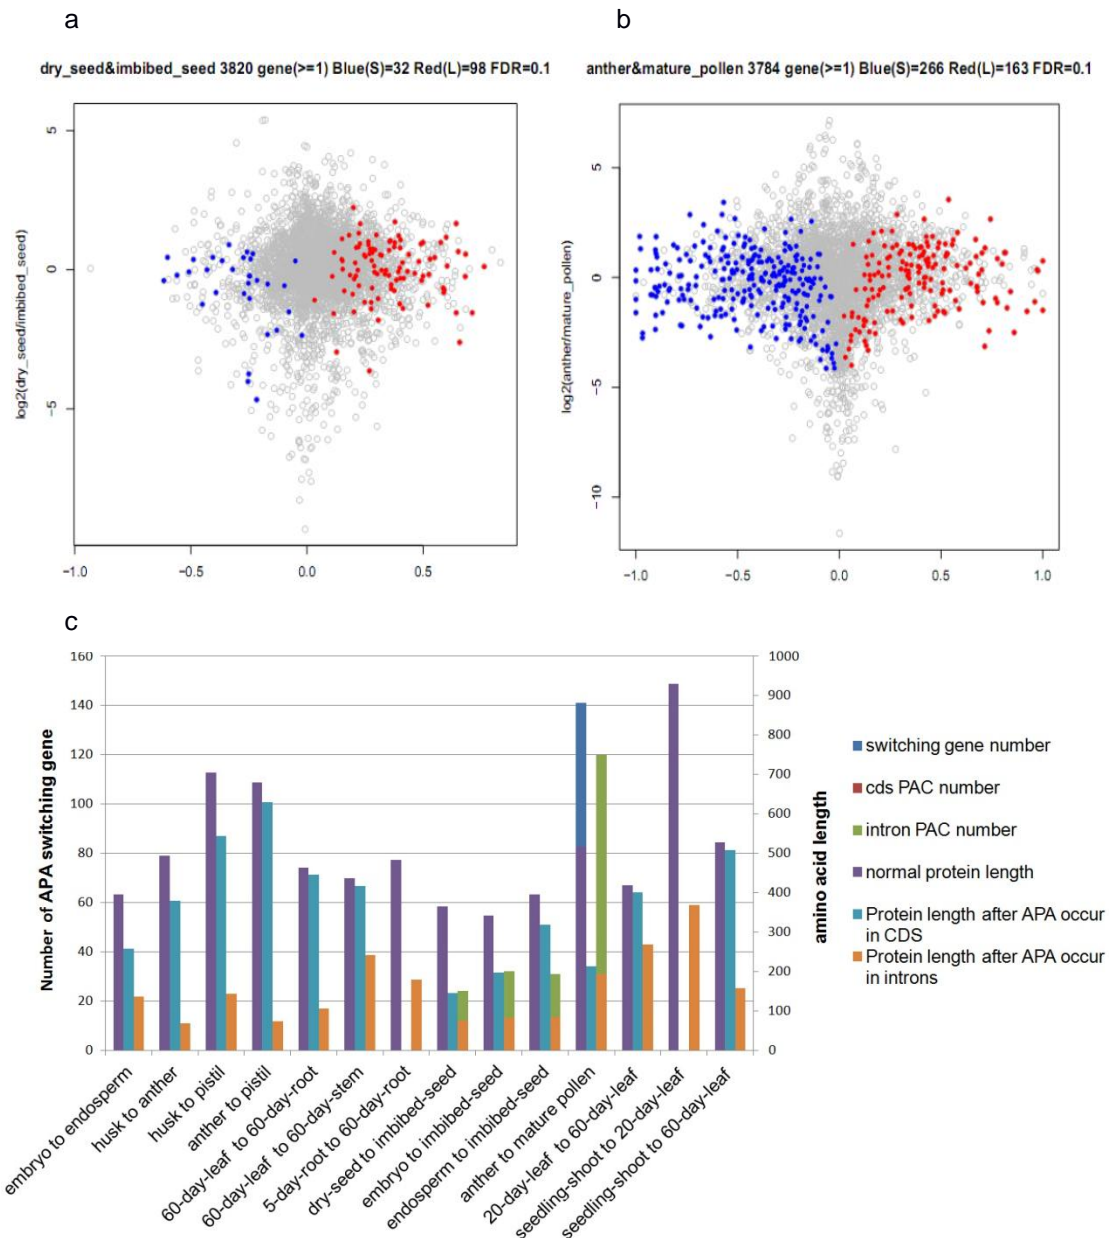 a
b
dry_seed&imbibed_seed 3820 gene(>=1) Blue(S)=32 Red(L)=98 FDR=0.1
anther&mature_pollen 3784 gene(>=1) Blue(S)=266 Red(L)=163 FDR=0.1
log2(dry_seed/imbibed_seed)
5
0
−5
−1.0
−0.5
0.0
0.5
log2(anther/mature_pollen)
5
0
−5
−10
−1.0
−0.5
0.0
0.5
1.0
c
Number of APA switching gene
160
140
120
100
80
60
40
20
0
1000
900
800
700
600
500
400
300
200
100
0
amino acid length
switching gene number
cds PAC number
intron PAC number
normal protein length
Protein length after APA occur
in CDS
Protein length after APA occur
in introns
embryo to endosperm
husk to anther
husk to pistil
anther to pistil
60-day-leaf to 60-day-root
60-day-leaf to 60-day-stem
5-day-root to 60-day-root
dry-seed to imbibed-seed
embryo to imbibed-seed
endosperm to imbibed-seed
anther to mature pollen
20-day-leaf to 60-day-leaf
seedling-shoot to 20-day-leaf
seedling-shoot to 60-day-leaf